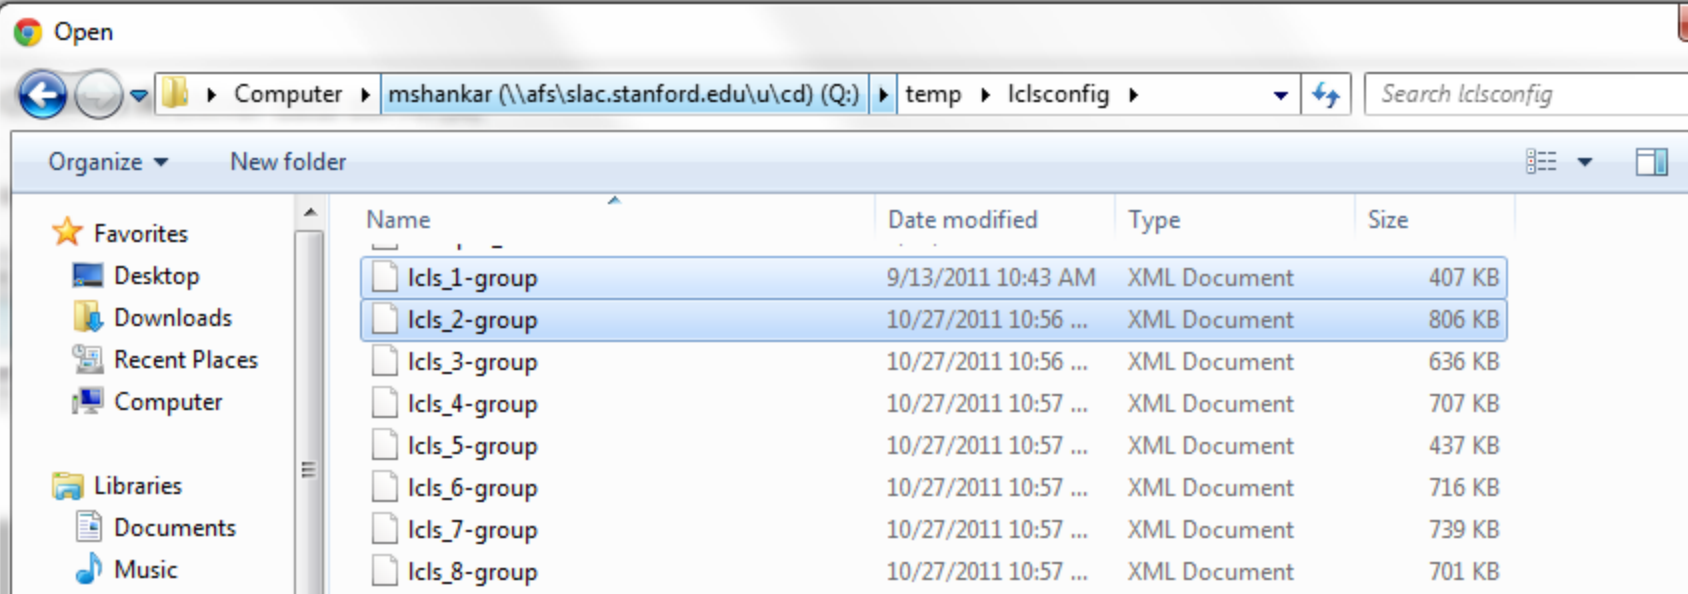 Open
Computer mshankar (\\afs\slac.stanford.edu\u\cd) (Q:) temp lclsconfig Search lclsconfig
Organize New folder
Name Date modified Type Size
Favorites
Desktop
Downloads
Recent Places
Computer
Libraries
Documents
Music
lcls_1-group 9/13/2011 10:43 AM XML Document 407 KB
lcls_2-group 10/27/2011 10:56 ... XML Document 806 KB
lcls_3-group 10/27/2011 10:56 ... XML Document 636 KB
lcls_4-group 10/27/2011 10:57 ... XML Document 707 KB
lcls_5-group 10/27/2011 10:57 ... XML Document 437 KB
lcls_6-group 10/27/2011 10:57 ... XML Document 716 KB
lcls_7-group 10/27/2011 10:57 ... XML Document 739 KB
lcls_8-group 10/27/2011 10:57 ... XML Document 701 KB